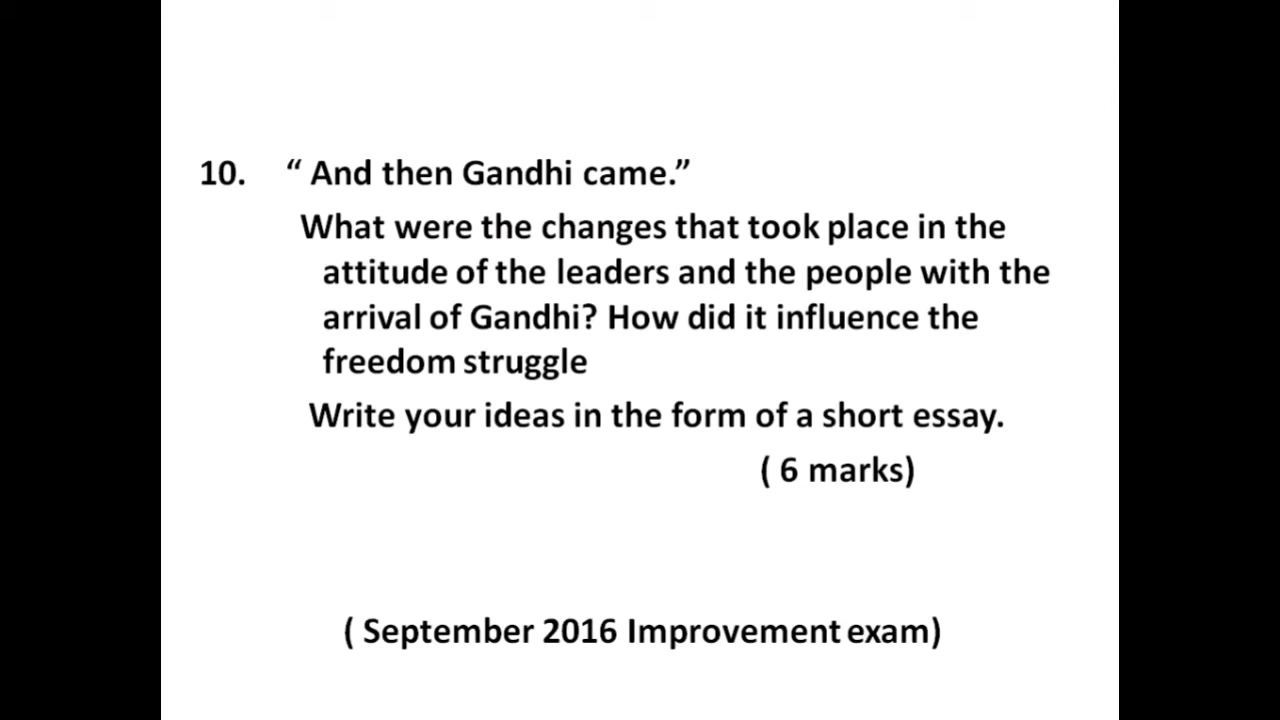 10. “ And then Gandhi came.”
What were the changes that took place in the
attitude of the leaders and the people with the
arrival of Gandhi? How did it influence the
freedom struggle
Write your ideas in the form of a short essay.
( 6 marks)
( September 2016 Improvement exam)